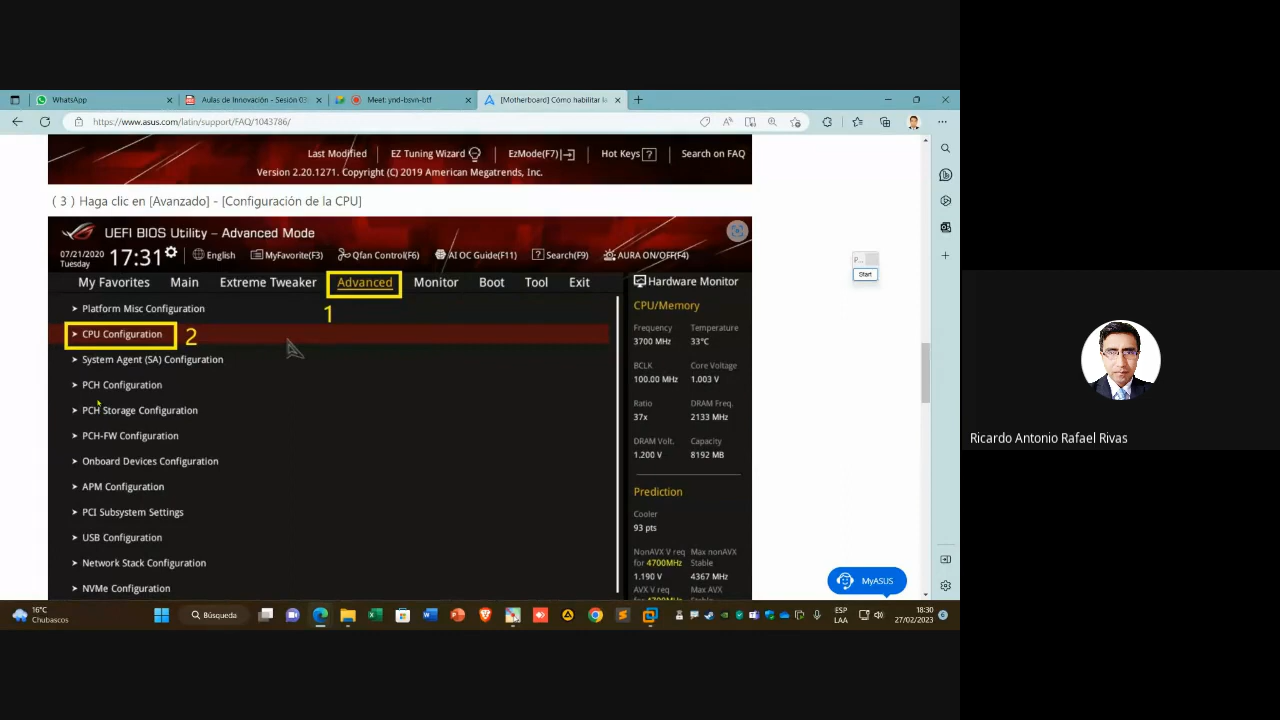 WhatsApp
Aulas de Innovación - Sesión 03:
Meet: ynd-bsvn-btf
[Motherboard] Cómo habilitar la
https://www.asus.com/latin/support/FAQ/1043786/
Last Modified
EZ Tuning Wizard
EzMode(F7)
Hot Keys ?
Search on FAQ
Version 2.20.1271. Copyright (C) 2019 American Megatrends, Inc.
( 3 ) Haga clic en [Avanzado] - [Configuración de la CPU]
UEFI BIOS Utility – Advanced Mode
07/21/2020
Tuesday
17:31
English
MyFavorite(F3)
Qfan Control(F6)
AI OC Guide(F11)
? Search(F9)
AURA ON/OFF(F4)
My Favorites
Main
Extreme Tweaker
Advanced
Monitor
Boot
Tool
Exit
Hardware Monitor
1
Platform Misc Configuration
CPU Configuration
2
System Agent (SA) Configuration
PCH Configuration
PCH Storage Configuration
PCH-FW Configuration
Onboard Devices Configuration
APM Configuration
PCI Subsystem Settings
USB Configuration
Network Stack Configuration
NVMe Configuration
CPU/Memory
Frequency Temperature
3700 MHz 33°C
BCLK Core Voltage
100.00 MHz 1.003 V
Ratio DRAM Freq.
37x 2133 MHz
DRAM Volt. Capacity
1.200 V 8192 MB
Prediction
Cooler
93 pts
NonAVX V req Max nonAVX
for 4700MHz Stable
1.190 V 4367 MHz
AVX V req Max AVX
for 4700MHz Stable
P...
Start
MyASUS
16°C
Chubascos
Búsqueda
ESP
LAA
18:30
27/02/2023
Ricardo Antonio Rafael Rivas